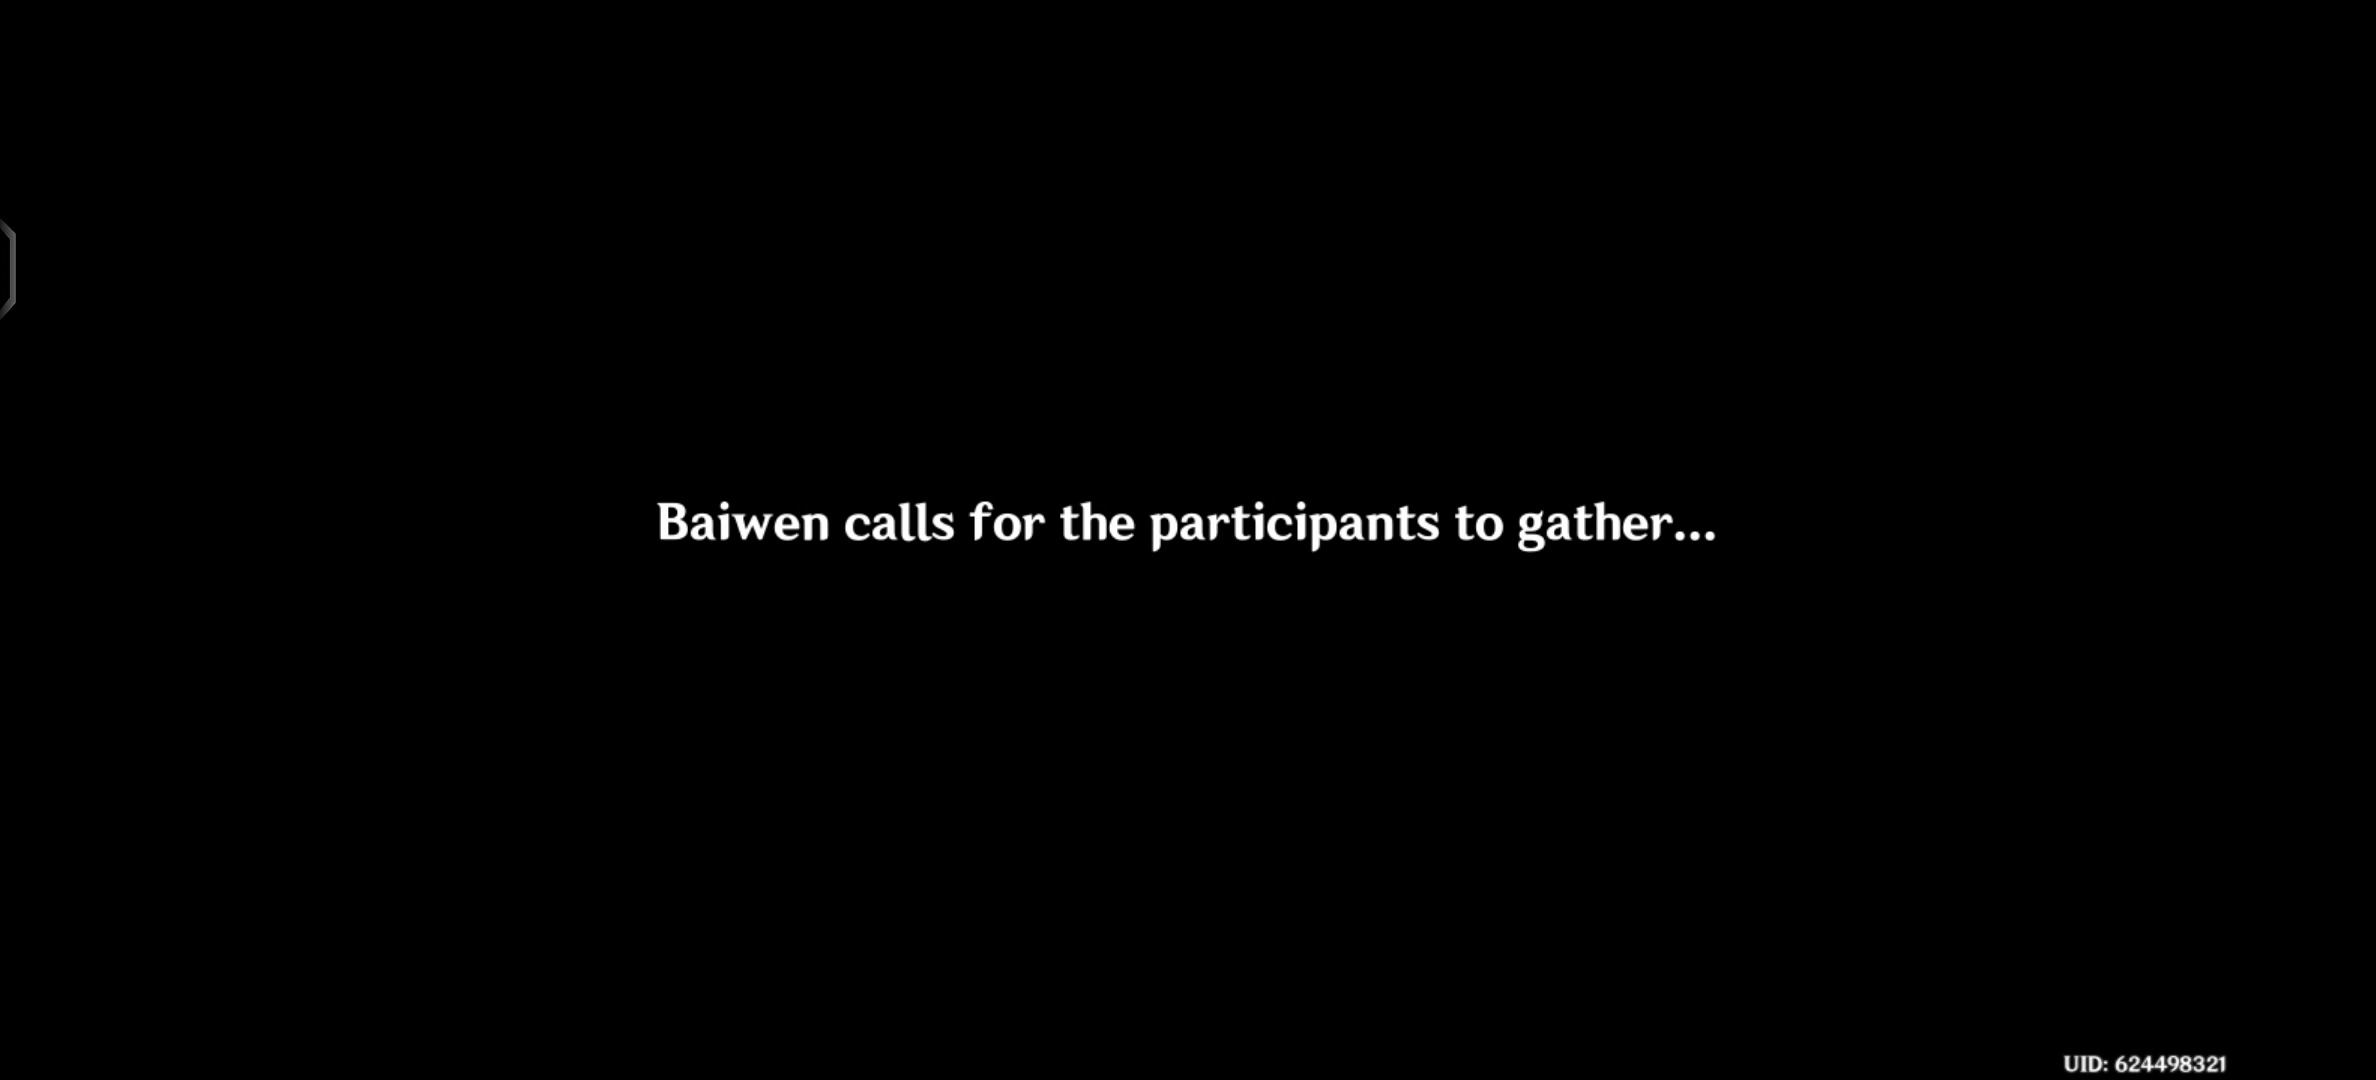 Baiwen calls for the participants to gather...
UID: 624498321